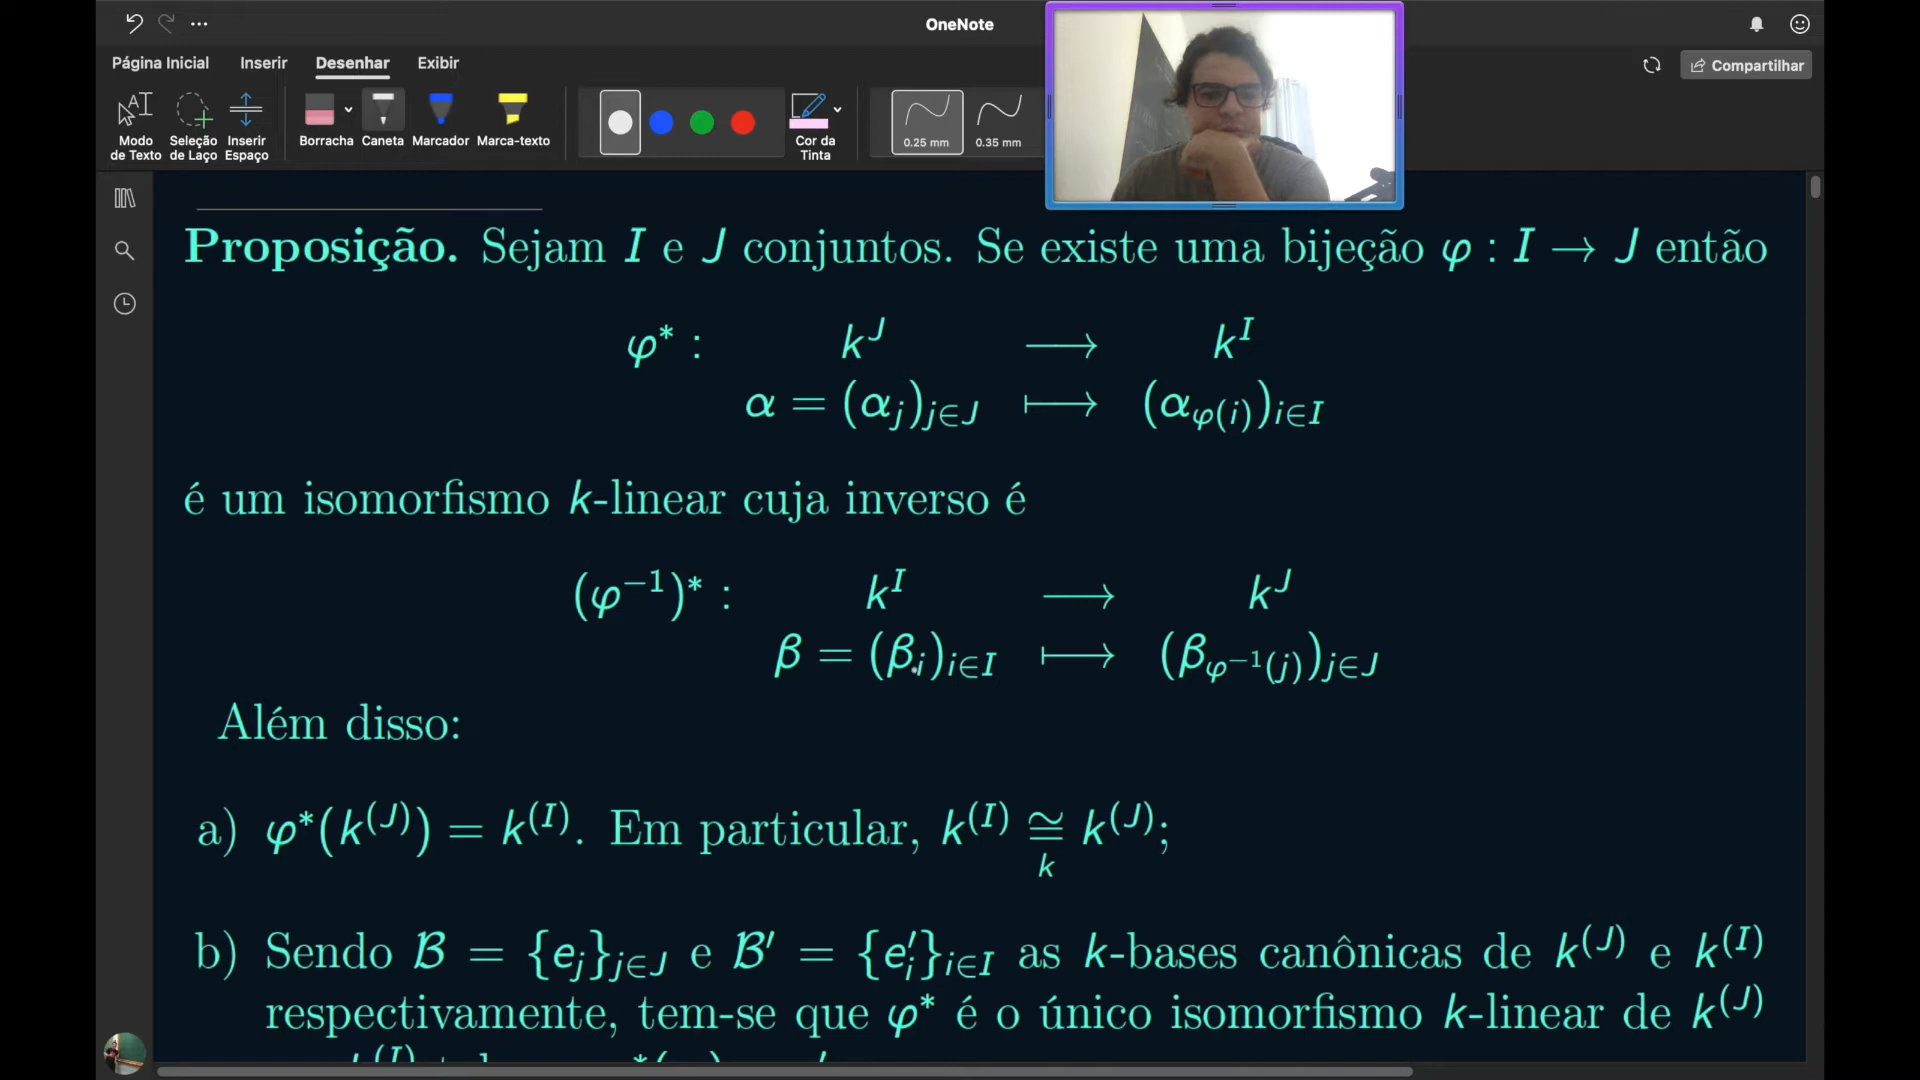 OneNote
Página Inicial Inserir Desenhar Exibir
Compartilhar
Modo de Texto
Seleção de Laço
Inserir Espaço
Borracha Caneta Marcador Marca-texto
Cor da Tinta
0.25 mm 0.35 mm
Proposição. Sejam I e J conjuntos. Se existe uma bijeção φ : I → J então
φ* : k^J ⟶ k^I
α = (α_j)_{j∈J} ⟼ (α_{φ(i)})_{i∈I}
é um isomorfismo k-linear cuja inverso é
(φ^{-1})* : k^I ⟶ k^J
β = (β_i)_{i∈I} ⟼ (β_{φ^{-1}(j)})_{j∈J}
Além disso:
a) φ*(k^{(J)}) = k^{(I)}. Em particular, k^{(I)} ≅_k k^{(J)};
b) Sendo B = {e_j}_{j∈J} e B′ = {e′_i}_{i∈I} as k-bases canônicas de k^{(J)} e k^{(I)}
respectivamente, tem-se que φ* é o único isomorfismo k-linear de k^{(J)}